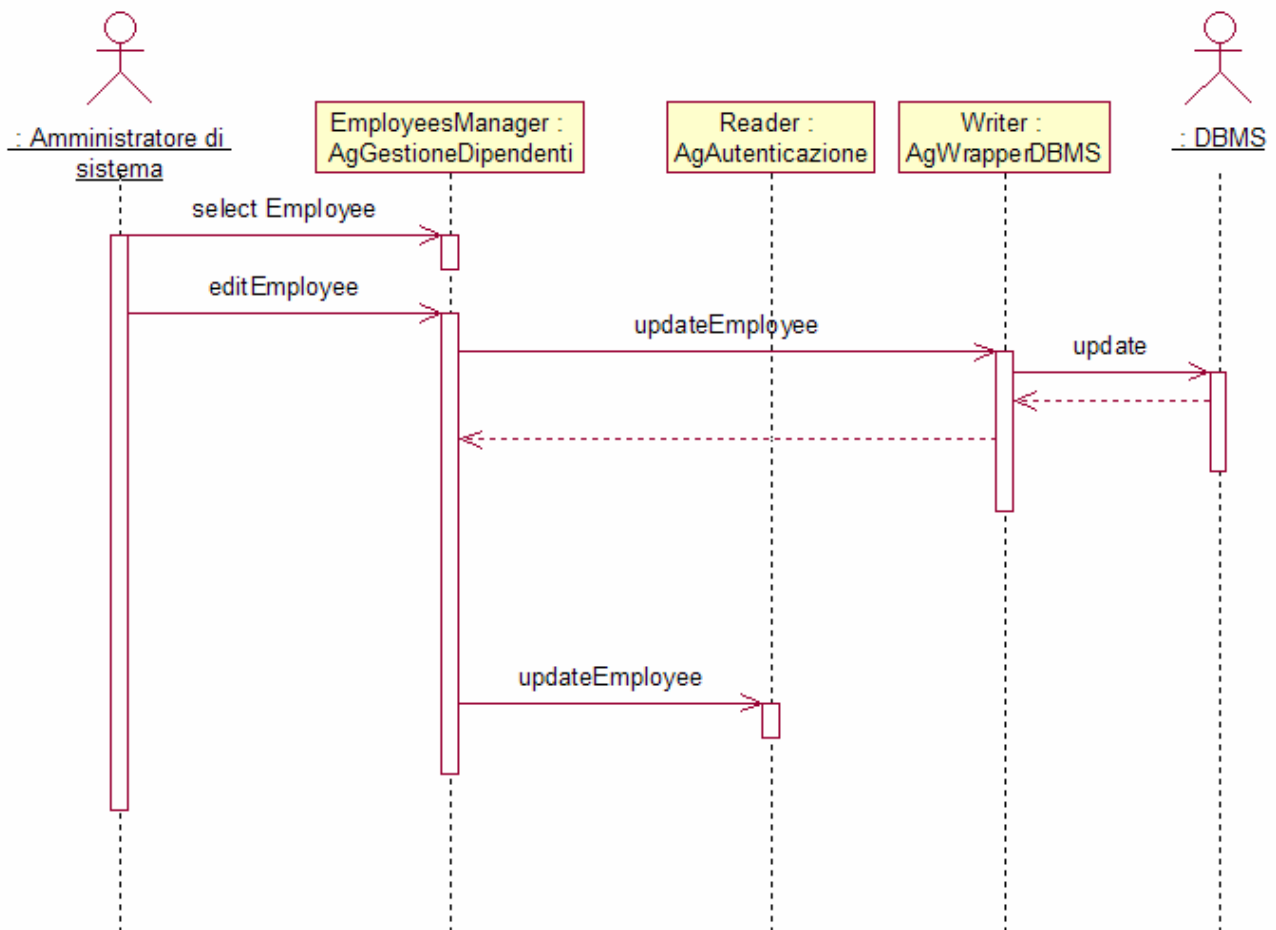 : Amministratore di
sistema
EmployeesManager :
AgGestioneDipendenti
Reader :
AgAutenticazione
Writer :
AgWrapperDBMS
: DBMS
select Employee
editEmployee
updateEmployee
update
updateEmployee